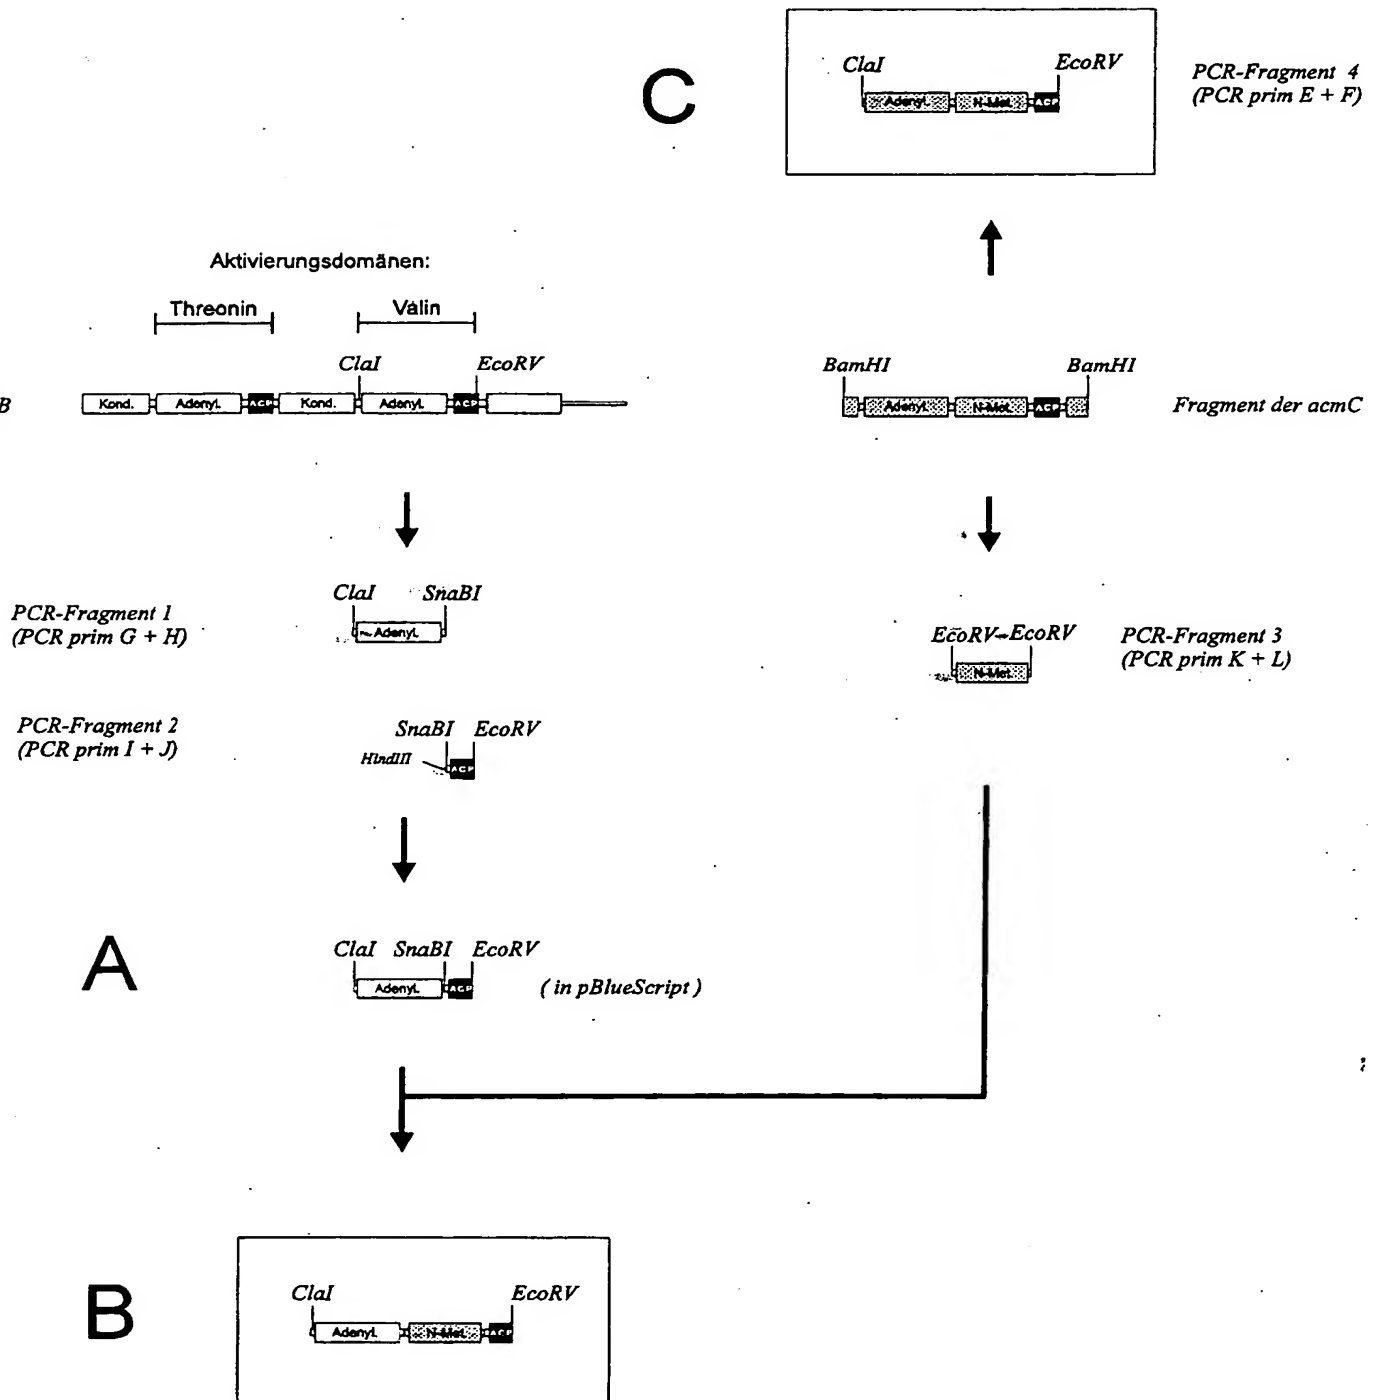 C
ClaI
EcoRV
Adenyl.
N-Met.
ACP
PCR-Fragment 4
(PCR prim E + F)
Aktivierungsdomänen:
Threonin
Valin
ClaI
EcoRV
B
Kond.
Adenyl.
ACP
Kond.
Adenyl.
ACP
BamHI
BamHI
Adenyl.
N-Met.
ACP
Fragment der acmC
PCR-Fragment 1
(PCR prim G + H)
ClaI
SnaBI
Adenyl.
EcoRV
EcoRV
N-Met.
PCR-Fragment 3
(PCR prim K + L)
PCR-Fragment 2
(PCR prim I + J)
SnaBI
EcoRV
HindIII
ACP
A
ClaI
SnaBI
EcoRV
Adenyl.
ACP
( in pBlueScript )
B
ClaI
EcoRV
Adenyl.
N-Met.
ACP